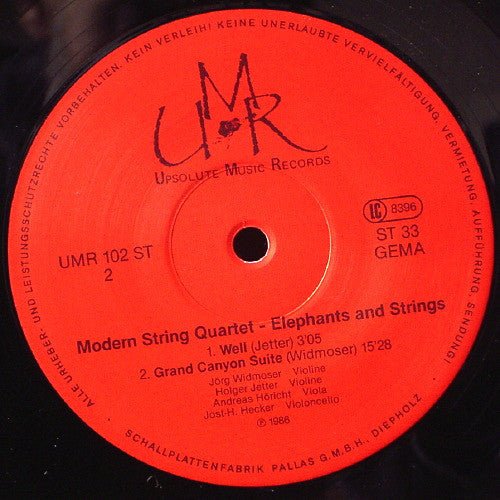 ALLE URHEBER- UND LEISTUNGSSCHUTZRECHTE VORBEHALTEN. KEIN VERLEIH! KEINE UNERLAUBTE VERVIELFÄLTIGUNG, VERMIETUNG, AUFFÜHRUNG, SENDUNG!
UMR
UPSOLUTE MUSIC RECORDS
LC 8396
UMR 102 ST
2
ST 33
GEMA
Modern String Quartet - Elephants and Strings
1. Well (Jetter) 3'05
2. Grand Canyon Suite (Widmoser) 15'28
Jörg Widmoser Violine
Holger Jetter Violine
Andreas Höricht Viola
Jost-H. Hecker Violoncello
℗ 1986
SCHALLPLATTENFABRIK PALLAS G.M.B.H. DIEPHOLZ